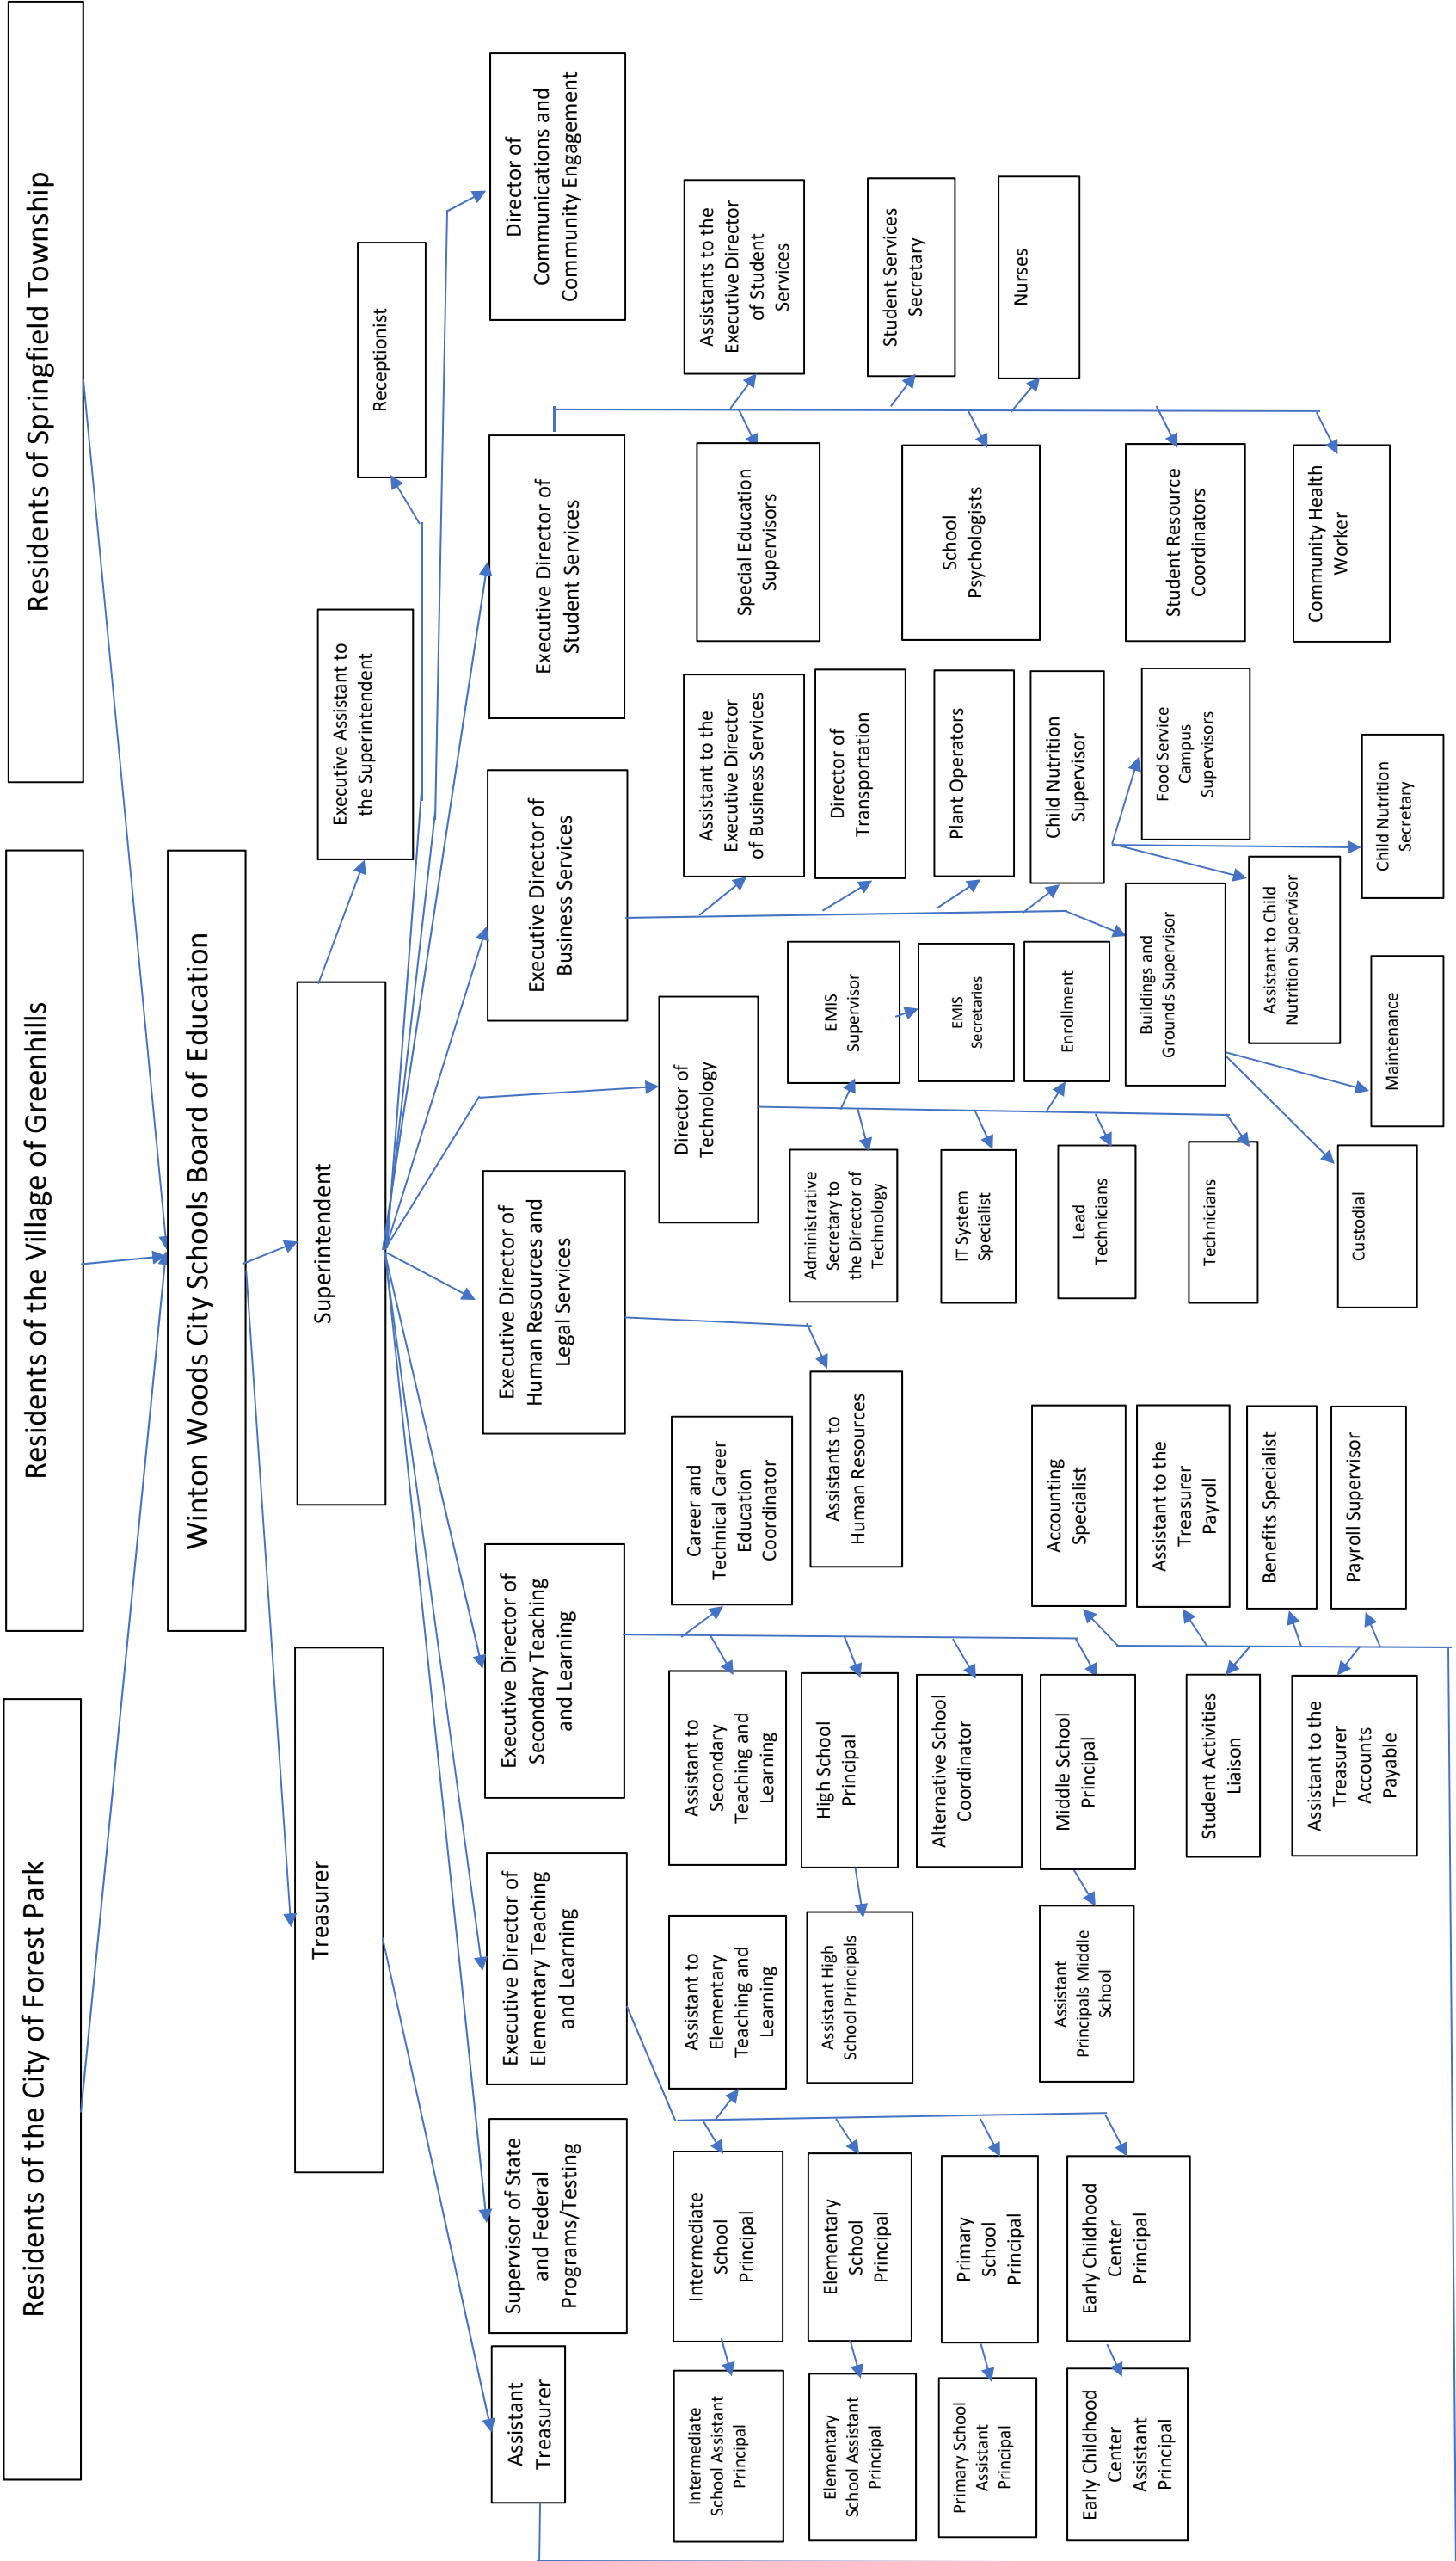 Residents of the City of Forest Park
Residents of the Village of Greenhills
Residents of Springfield Township
Winton Woods City Schools Board of Education
Treasurer
Superintendent
Executive Assistant to
the Superintendent
Receptionist
Assistant
Treasurer
Supervisor of State
and Federal
Programs/Testing
Executive Director of
Elementary Teaching
and Learning
Executive Director of
Secondary Teaching
and Learning
Executive Director of
Human Resources and
Legal Services
Director of
Technology
Executive Director of
Business Services
Executive Director of
Student Services
Director of
Communications and
Community Engagement
Intermediate
School Assistant
Principal
Intermediate
School
Principal
Assistant to
Elementary
Teaching and
Learning
Elementary
School Assistant
Principal
Elementary
School
Principal
Primary School
Assistant
Principal
Primary
School
Principal
Early Childhood
Center
Assistant
Principal
Early Childhood
Center
Principal
Assistant to
Secondary
Teaching and
Learning
Career and
Technical Career
Education
Coordinator
Assistant High
School Principals
High School
Principal
Alternative School
Coordinator
Assistant
Principals Middle
School
Middle School
Principal
Assistants to
Human Resources
Accounting
Specialist
Assistant to the
Treasurer
Payroll
Student Activities
Liaison
Benefits Specialist
Assistant to the
Treasurer
Accounts
Payable
Payroll Supervisor
Administrative
Secretary to
the Director of
Technology
EMIS
Supervisor
EMIS
Secretaries
IT System
Specialist
Enrollment
Lead
Technicians
Technicians
Assistant to the
Executive Director
of Business Services
Director of
Transportation
Plant Operators
Child Nutrition
Supervisor
Buildings and
Grounds Supervisor
Food Service
Campus
Supervisors
Assistant to Child
Nutrition Supervisor
Child Nutrition
Secretary
Custodial
Maintenance
Special Education
Supervisors
Assistants to the
Executive Director
of Student
Services
Student Services
Secretary
School
Psychologists
Nurses
Student Resource
Coordinators
Community Health
Worker